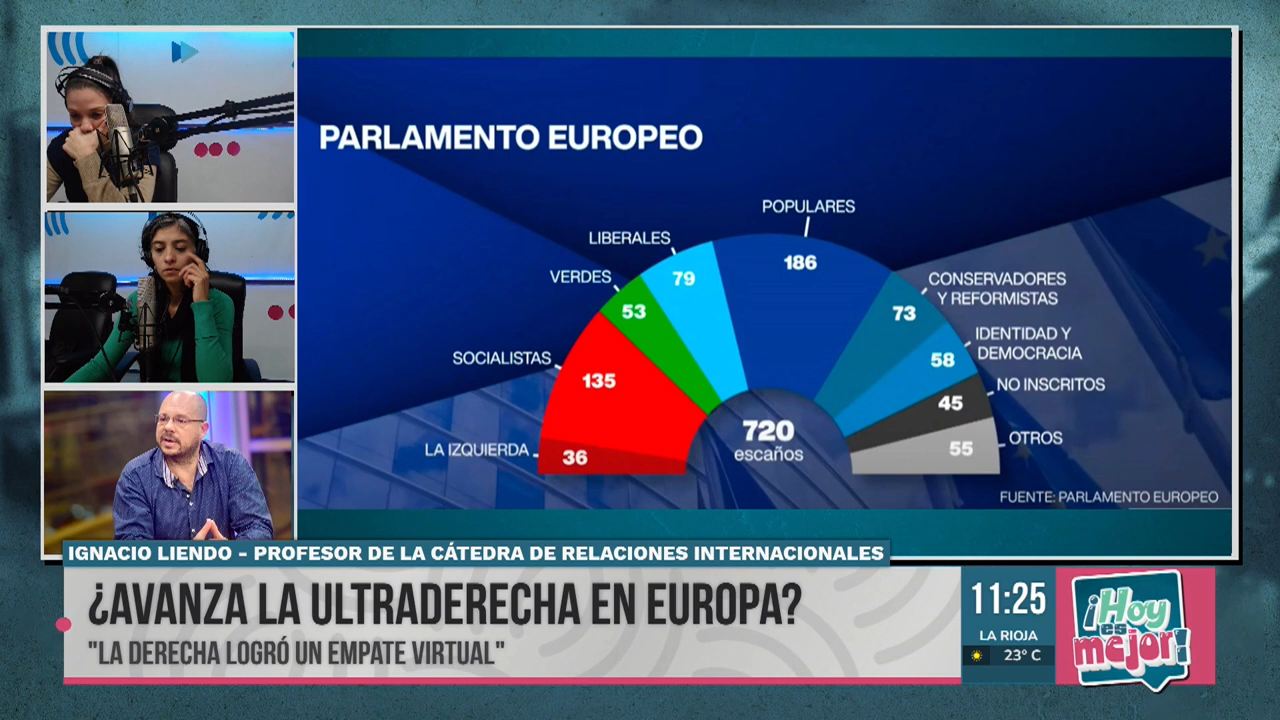 PARLAMENTO EUROPEO
POPULARES
186
LIBERALES
79
VERDES
53
CONSERVADORES
Y REFORMISTAS
73
IDENTIDAD Y
DEMOCRACIA
58
SOCIALISTAS
135
NO INSCRITOS
45
LA IZQUIERDA
36
OTROS
55
720
escaños
FUENTE: PARLAMENTO EUROPEO
IGNACIO LIENDO - PROFESOR DE LA CÁTEDRA DE RELACIONES INTERNACIONALES
¿AVANZA LA ULTRADERECHA EN EUROPA?
"LA DERECHA LOGRÓ UN EMPATE VIRTUAL"
11:25
LA RIOJA
23° C
¡Hoy
es
mejor!